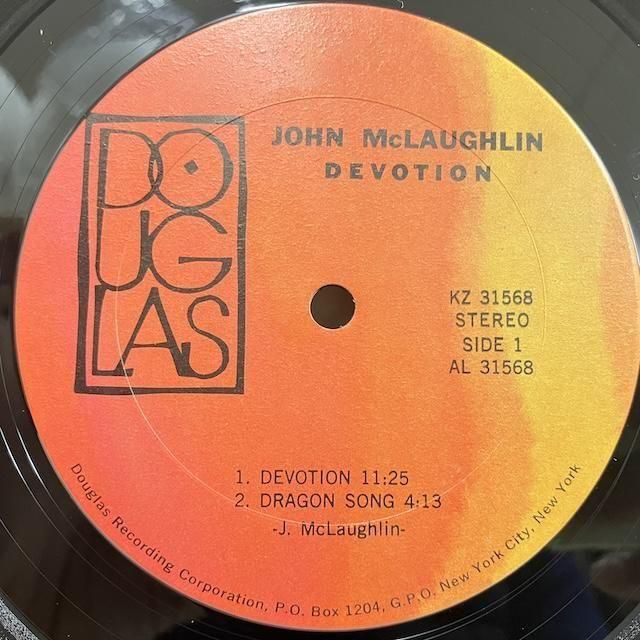 DO
UG
LAS
JOHN McLAUGHLIN
DEVOTION
KZ 31568
STEREO
SIDE 1
AL 31568
1. DEVOTION 11:25
2. DRAGON SONG 4:13
-J. McLaughlin-
Douglas Recording Corporation, P.O. Box 1204, G.P.O. New York City, New York